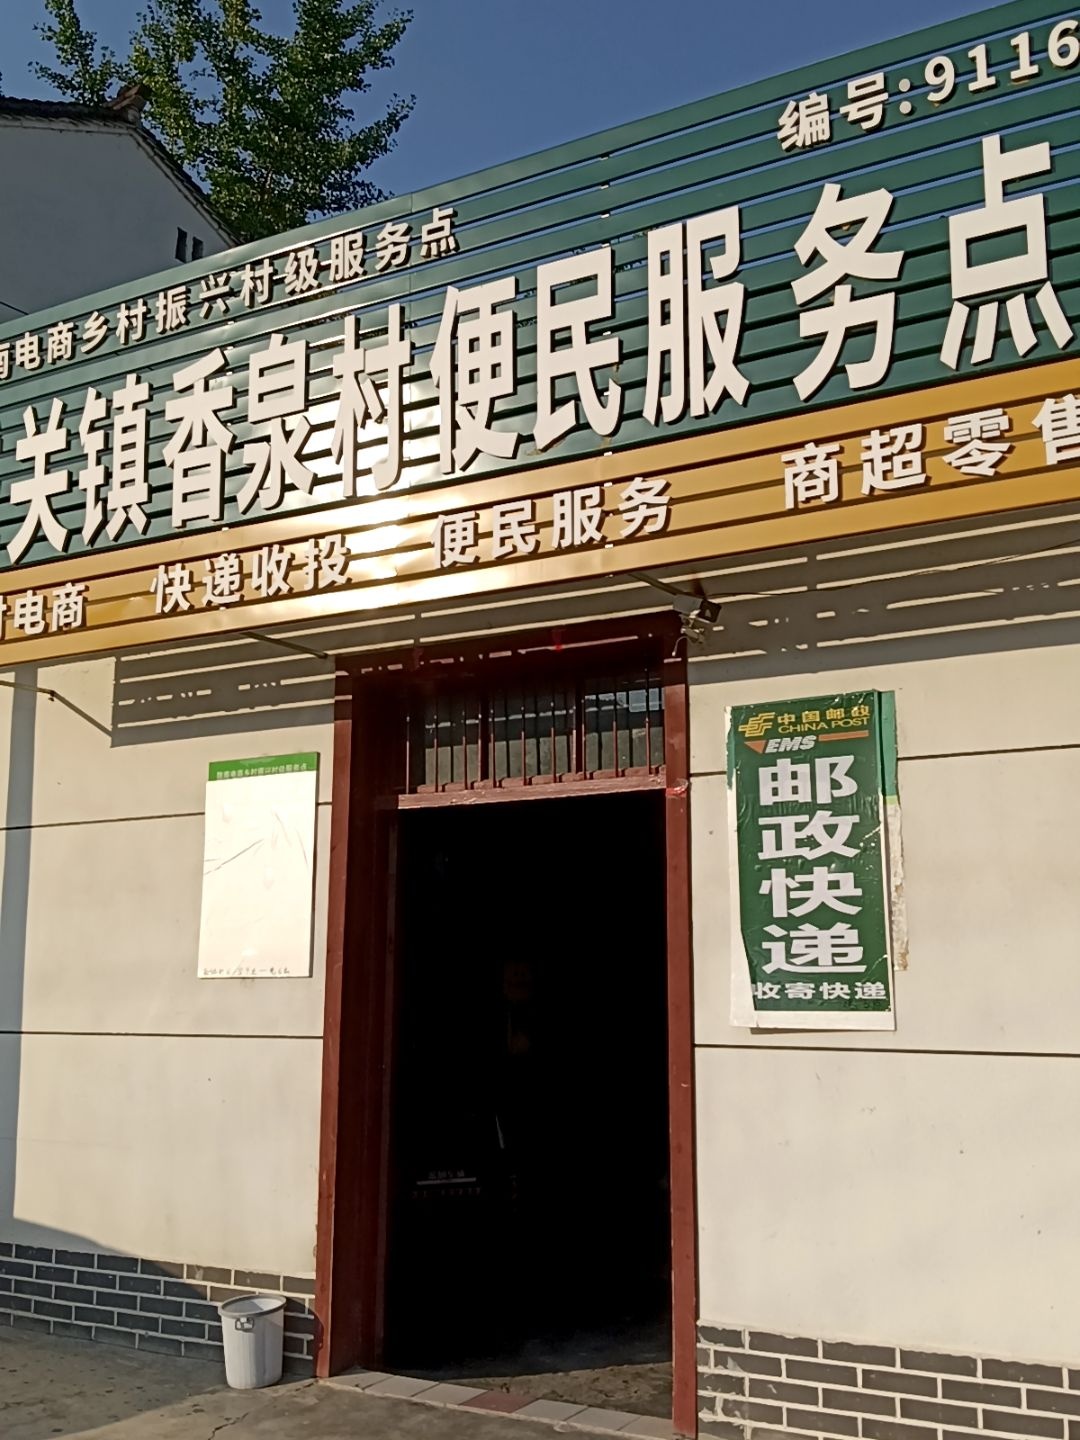 编号:9116
电商乡村振兴村级服务点
关镇香泉村便民服务点
村电商 快递收投 便民服务 商超零售
中国邮政
CHINA POST
EMS
邮
政
快
递
收寄快递